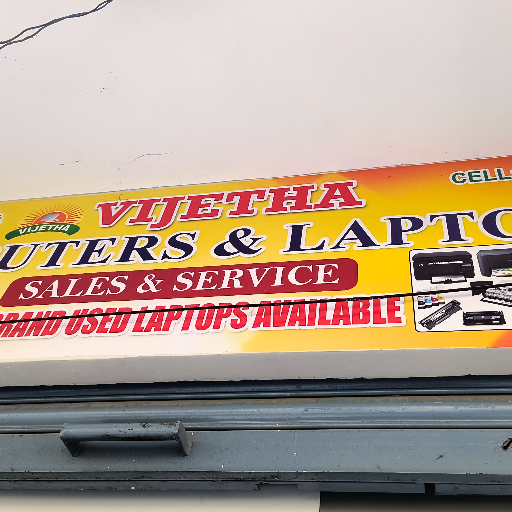 CELL
VIJETHA
VIJETHA
UTERS & LAPTO
SALES & SERVICE
RAND USED LAPTOPS AVAILABLE